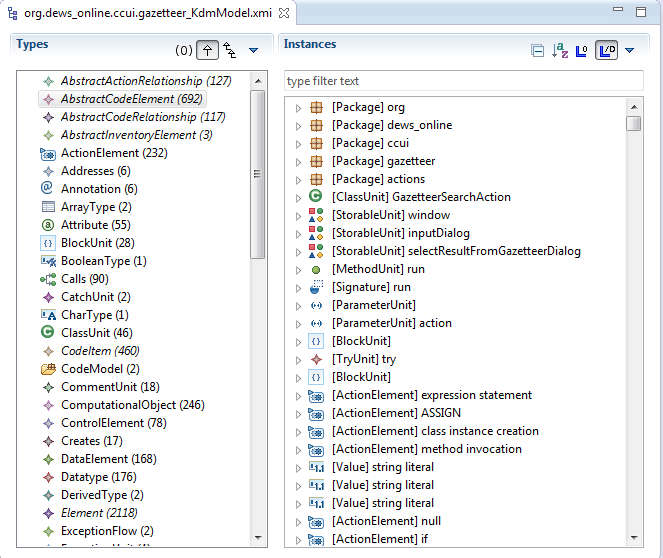 org.dews_online.ccui.gazetteer_KdmModel.xmi
Types
(0)
AbstractActionRelationship (127)
AbstractCodeElement (692)
AbstractCodeRelationship (117)
AbstractInventoryElement (3)
ActionElement (232)
Addresses (6)
Annotation (6)
ArrayType (2)
Attribute (55)
BlockUnit (28)
BooleanType (1)
Calls (90)
CatchUnit (2)
CharType (1)
ClassUnit (46)
CodeItem (460)
CodeModel (2)
CommentUnit (18)
ComputationalObject (246)
ControlElement (78)
Creates (17)
DataElement (168)
Datatype (176)
DerivedType (2)
Element (2118)
ExceptionFlow (2)
Instances
type filter text
[Package] org
[Package] dews_online
[Package] ccui
[Package] gazetteer
[Package] actions
[ClassUnit] GazetteerSearchAction
[StorableUnit] window
[StorableUnit] inputDialog
[StorableUnit] selectResultFromGazetteerDialog
[MethodUnit] run
[Signature] run
[ParameterUnit]
[ParameterUnit] action
[BlockUnit]
[TryUnit] try
[BlockUnit]
[ActionElement] expression statement
[ActionElement] ASSIGN
[ActionElement] class instance creation
[ActionElement] method invocation
[Value] string literal
[Value] string literal
[Value] string literal
[ActionElement] null
[ActionElement] if